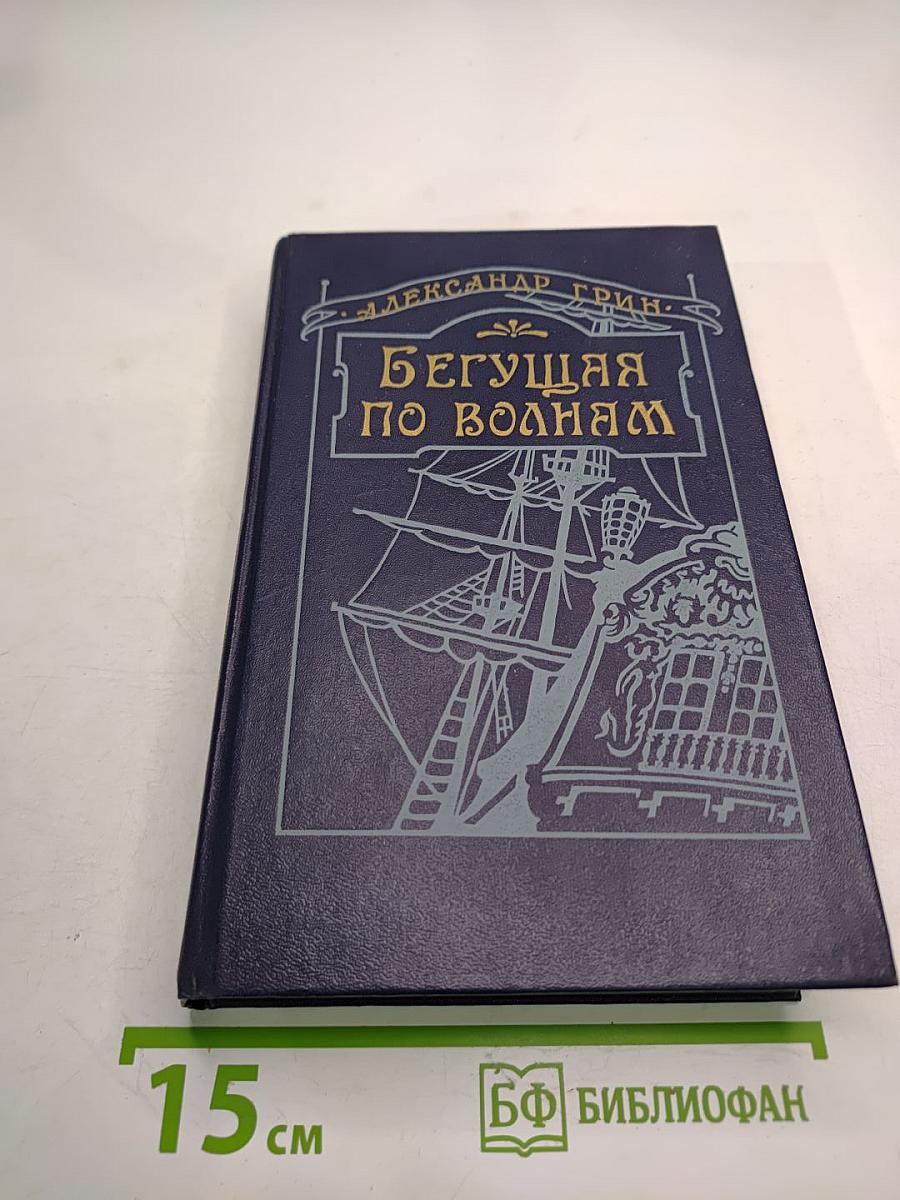 · АЛЕКСАНДР ГРИН ·
БЕГУЩАЯ
ПО ВОЛНАМ
15 см
БФ БИБЛИОФАН